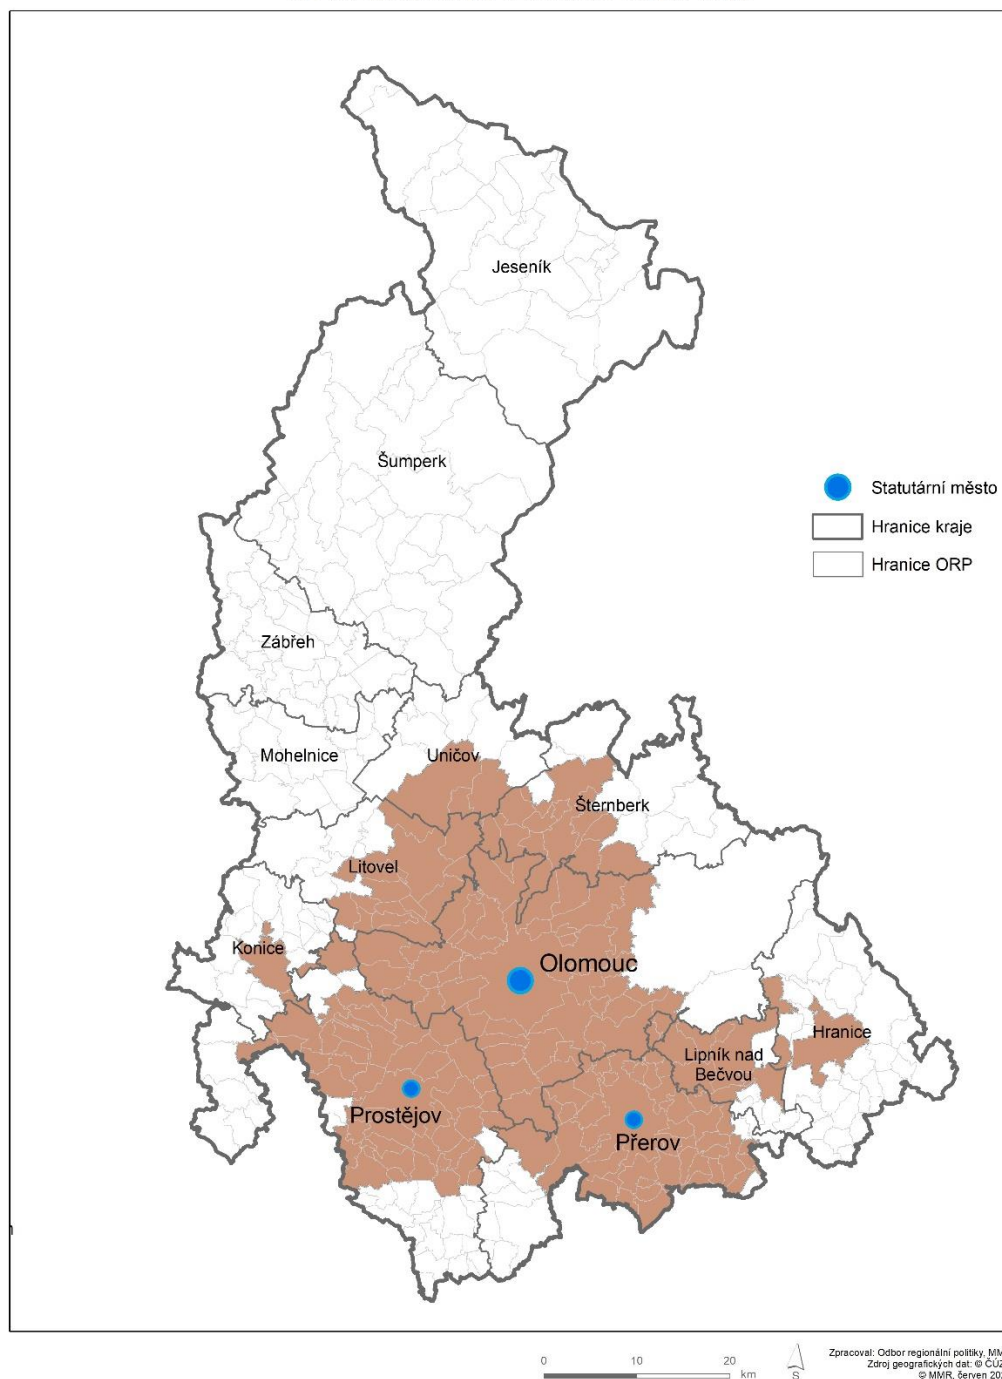 Jeseník
Šumperk
Statutární město
Hranice kraje
Hranice ORP
Zábřeh
Mohelnice
Uničov
Šternberk
Litovel
Konice
Olomouc
Hranice
Lipník nad
Bečvou
Prostějov
Přerov
0 10 20
km
S
Zpracoval: Odbor regionální politiky,
Zdroj geografických dat: ©
© MMR, červen